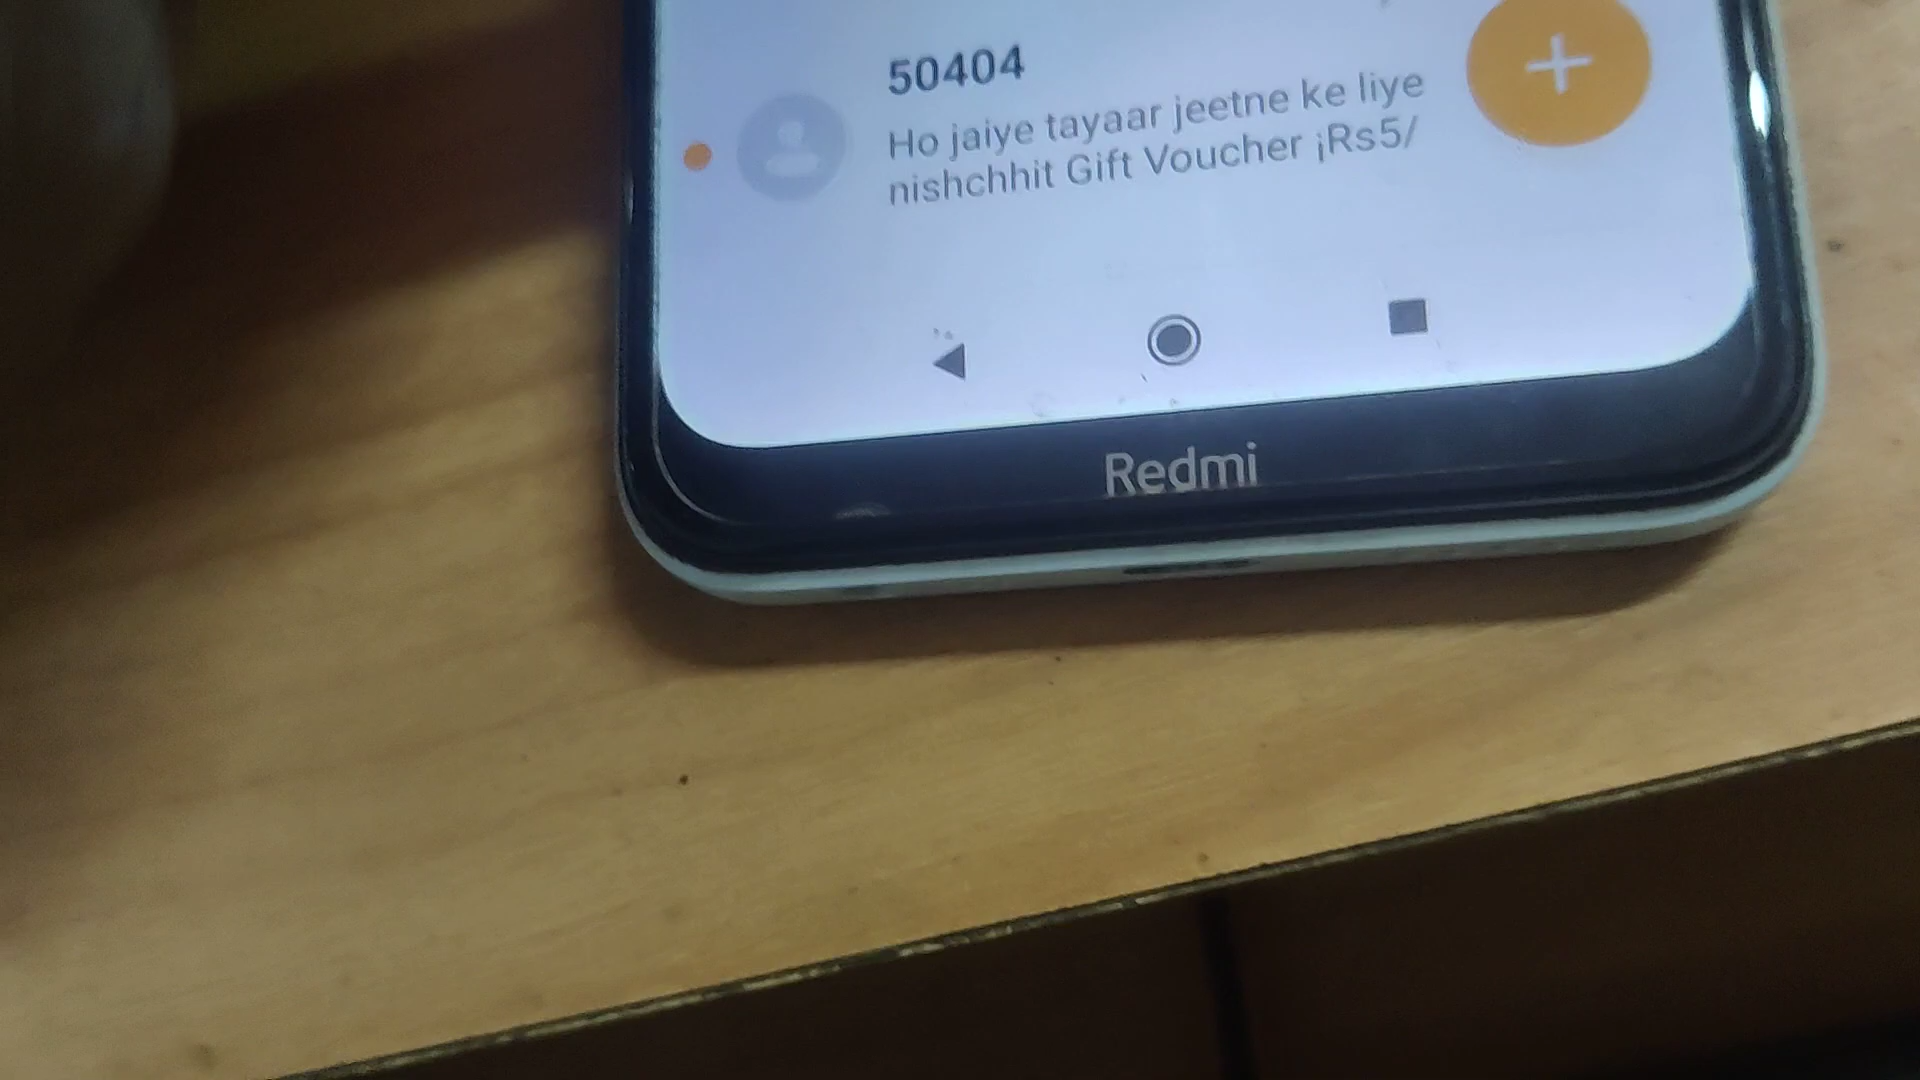 50404
Ho jaiye tayaar jeetne ke liye
nishchhit Gift Voucher ¡Rs5/
Redmi